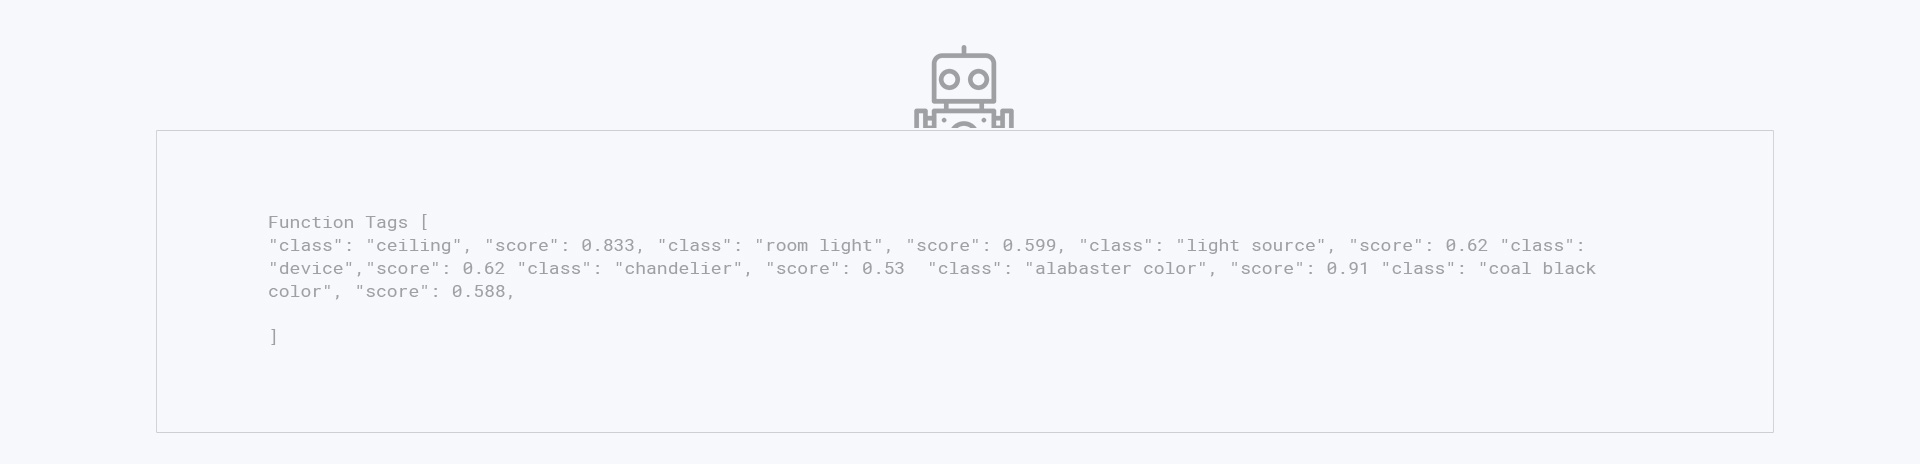 Function Tags [
"class": "ceiling", "score": 0.833, "class": "room light", "score": 0.599, "class": "light source", "score": 0.62 "class":
"device","score": 0.62 "class": "chandelier", "score": 0.53  "class": "alabaster color", "score": 0.91 "class": "coal black
color", "score": 0.588,
]